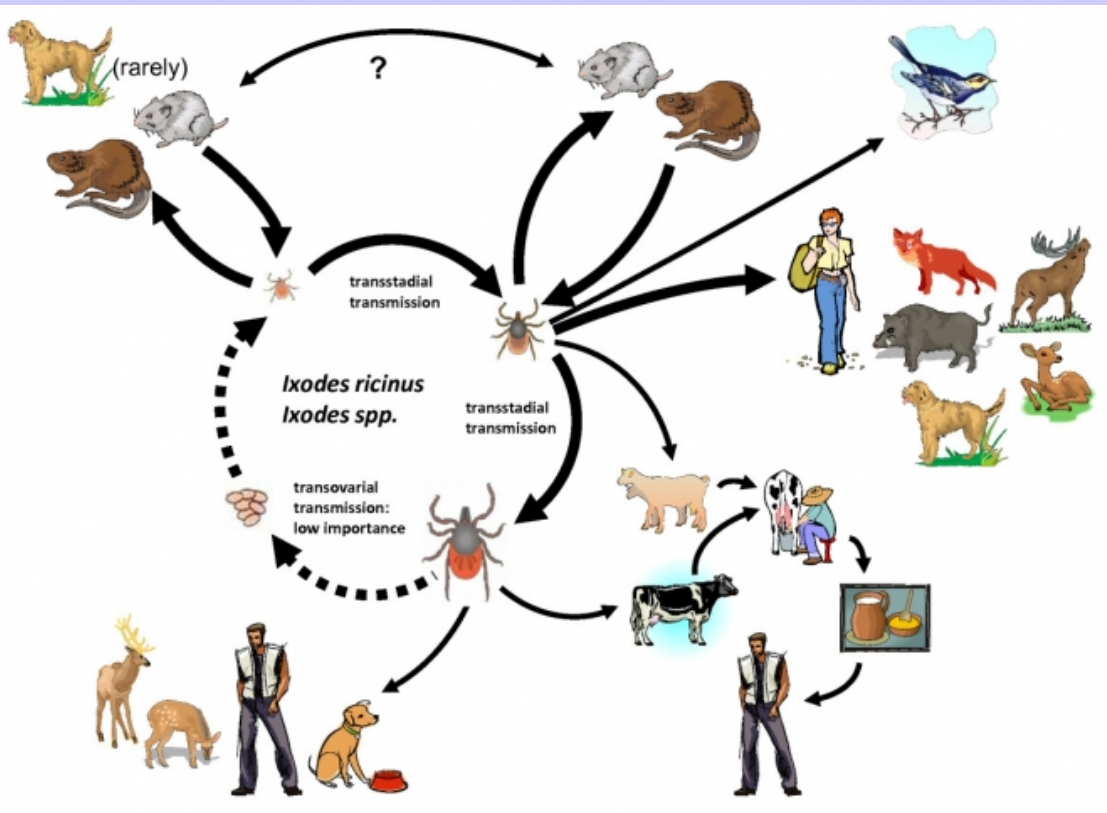 (rarely)
?
transstadial
transmission
Ixodes ricinus
Ixodes spp.
transstadial
transmission
transovarial
transmission:
low importance